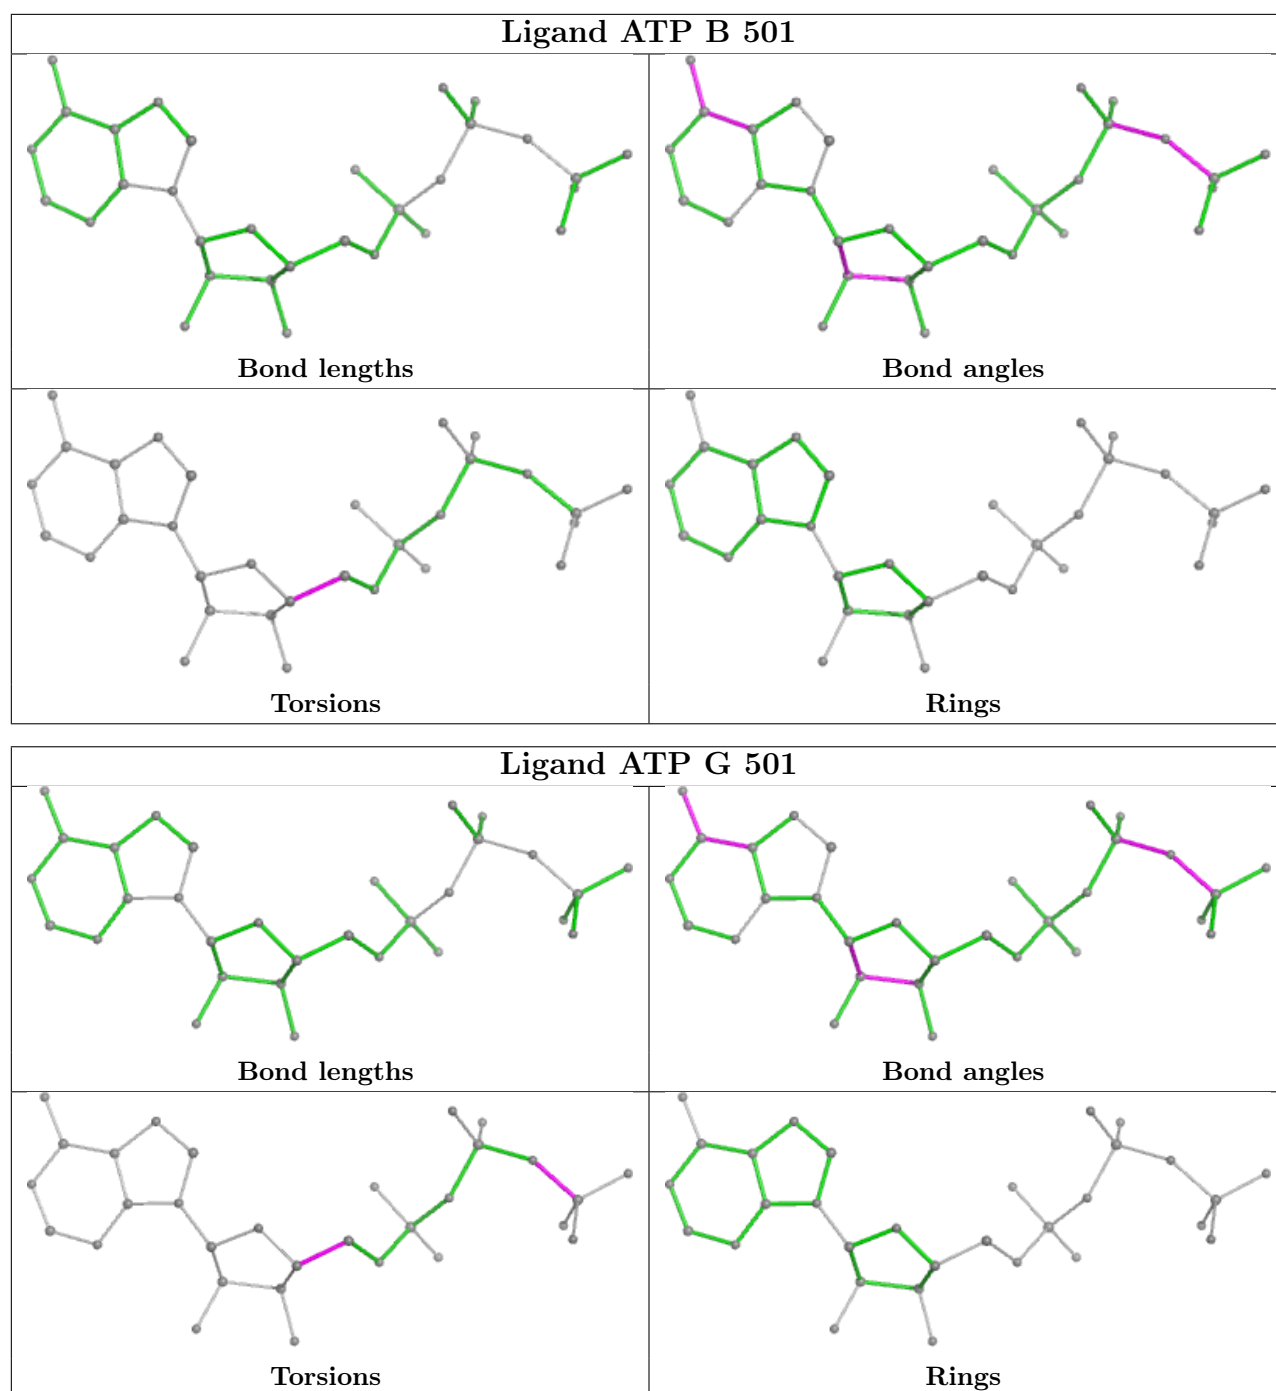 Ligand ATP B 501
Bond lengths
Bond angles
Torsions
Rings
Ligand ATP G 501
Bond lengths
Bond angles
Torsions
Rings